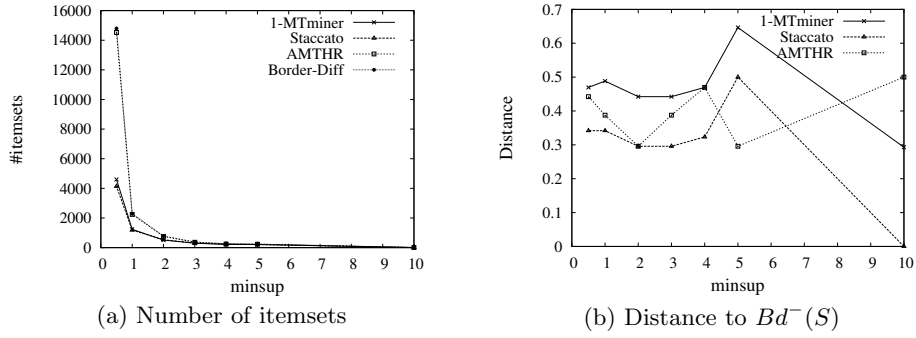 16000
14000
12000
10000
8000
6000
4000
2000
0
#itemsets
1-MTminer
Staccato
AMTHR
Border-Diff
0 1 2 3 4 5 6 7 8 9 10
minsup
(a) Number of itemsets
0.7
0.6
0.5
0.4
0.3
0.2
0.1
0
Distance
1-MTminer
Staccato
AMTHR
0 1 2 3 4 5 6 7 8 9 10
minsup
(b) Distance to Bd⁻(S)